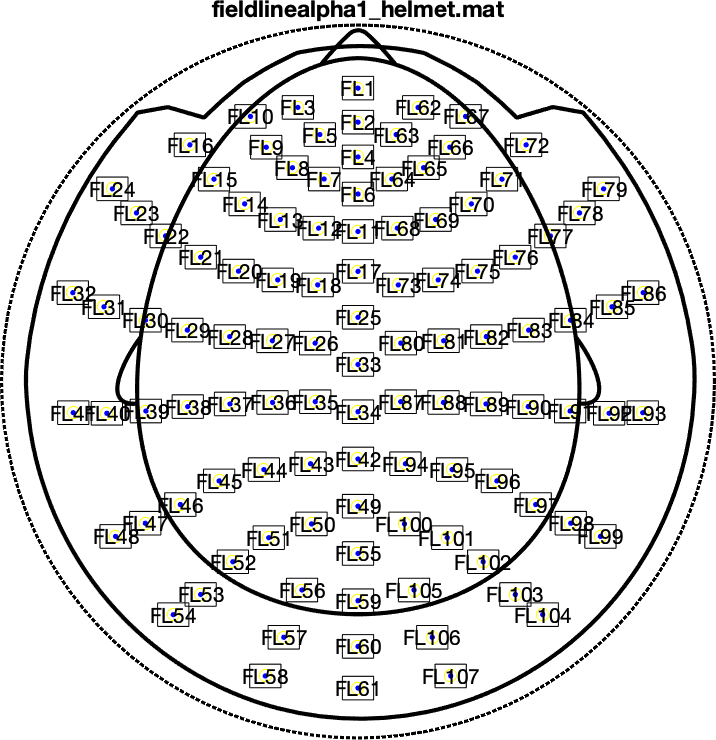 fieldlinealpha1_helmet.mat
FL1
FL10 FL3 FL62 FL67
FL2
FL5 FL63
FL16 FL9 FL66 FL72
FL4
FL8 FL65
FL15 FL7 FL64 FL71
FL24 FL6 FL79
FL23 FL14 FL70 FL78
FL13 FL69
FL22 FL12 FL11 FL68 FL77
FL21 FL76
FL20 FL17 FL75
FL19 FL18 FL73 FL74
FL32 FL86
FL31 FL85
FL30 FL25 FL84
FL29 FL28 FL27 FL26 FL80 FL81 FL82 FL83
FL33
FL41 FL40 FL39 FL38 FL37 FL36 FL35 FL34 FL87 FL88 FL89 FL90 FL91 FL92 FL93
FL45 FL44 FL43 FL42 FL94 FL95 FL96
FL46 FL49 FL97
FL48 FL47 FL50 FL100 FL98 FL99
FL51 FL101
FL52 FL55 FL102
FL54 FL53 FL56 FL59 FL105 FL103 FL104
FL57 FL60 FL106
FL58 FL61 FL107